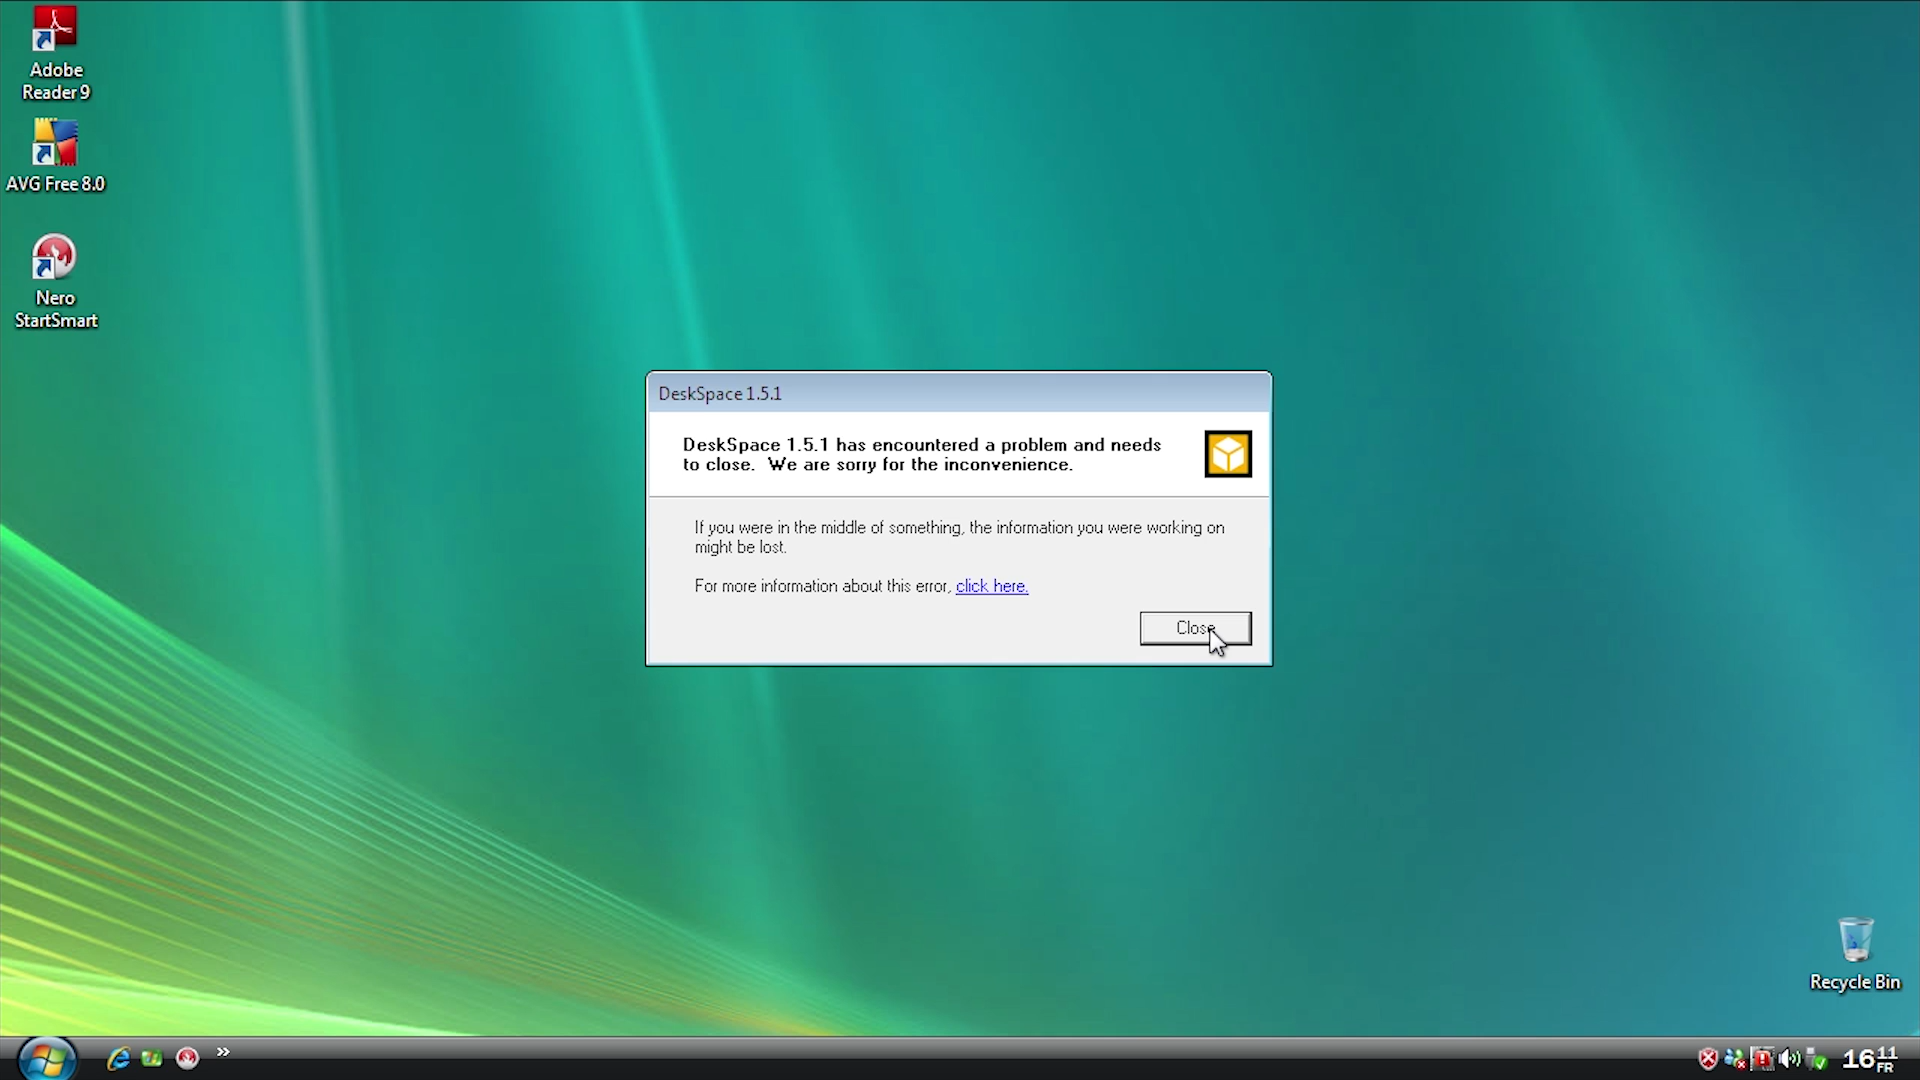 Adobe
Reader 9
AVG Free 8.0
Nero
StartSmart
DeskSpace 1.5.1
DeskSpace 1.5.1 has encountered a problem and needs
to close.  We are sorry for the inconvenience.
If you were in the middle of something, the information you were working on
might be lost.
For more information about this error, click here.
Close
Recycle Bin
16 11
FR